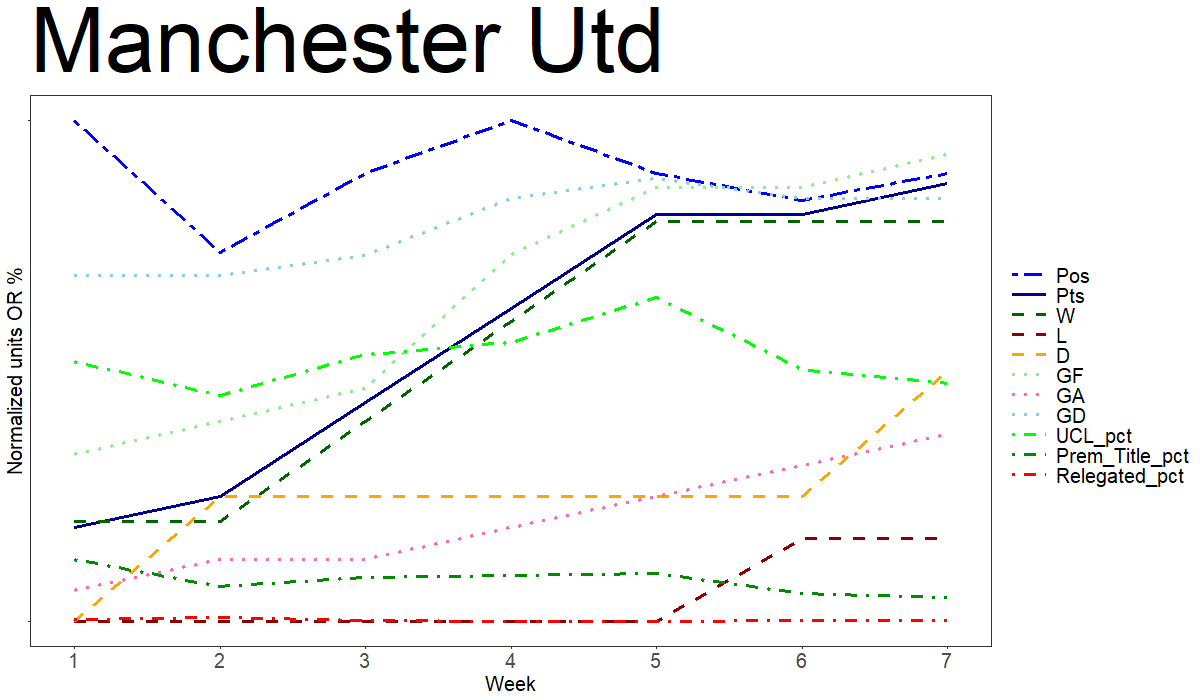 Manchester Utd
Normalized units OR %
Pos
Pts
W
L
D
GF
GA
GD
UCL_pct
Prem_Title_pct
Relegated_pct
1 2 3 4 5 6 7
Week